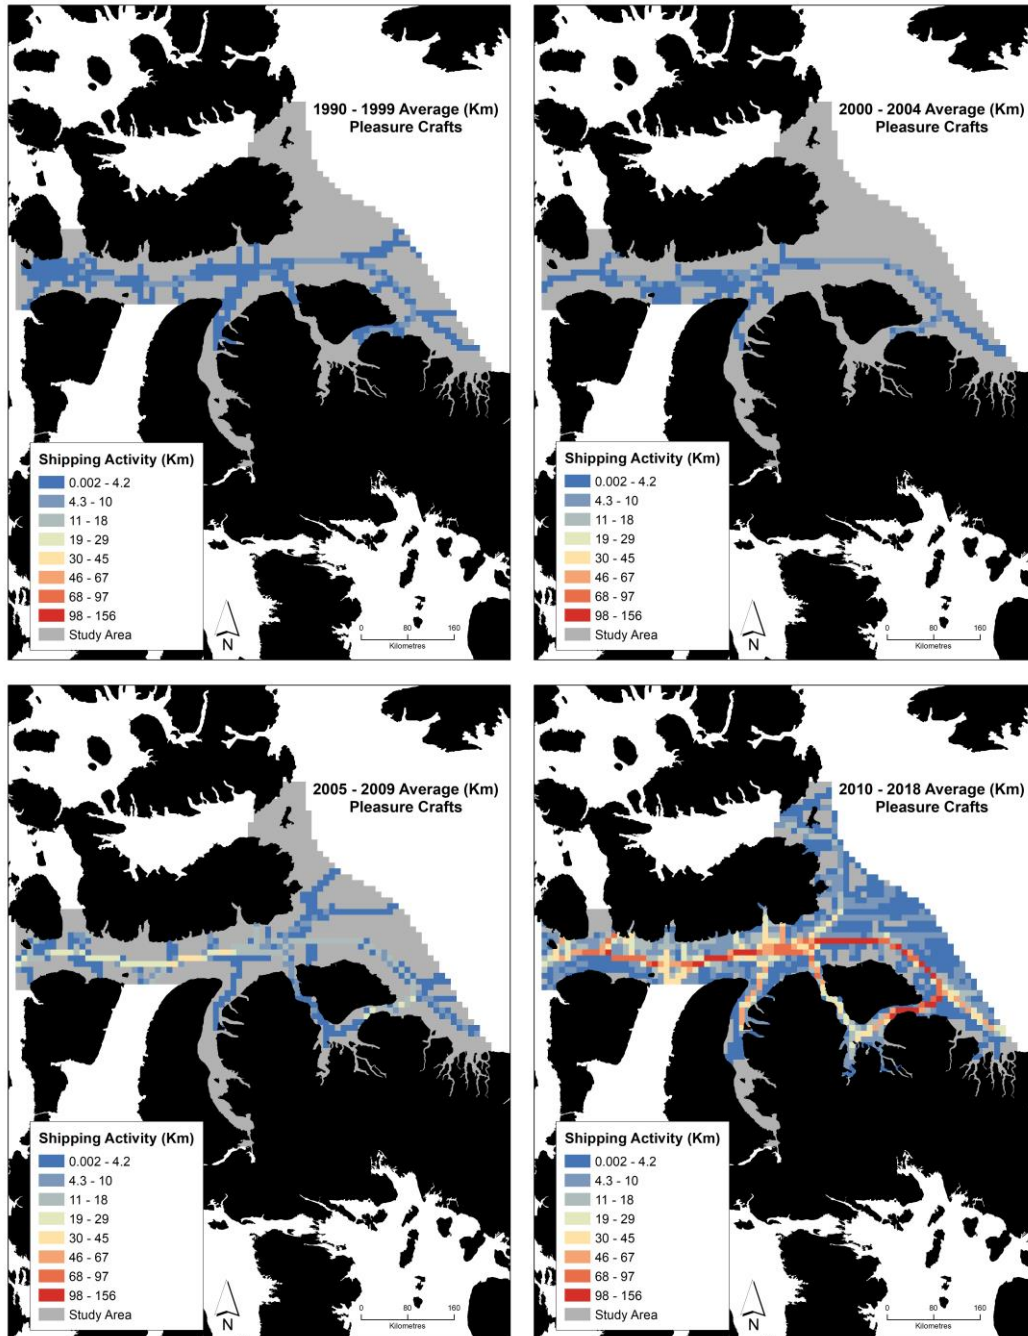 1990 - 1999 Average (Km)
Pleasure Crafts
Shipping Activity (Km)
0.002 - 4.2
4.3 - 10
11 - 18
19 - 29
30 - 45
46 - 67
68 - 97
98 - 156
Study Area
N
0 80 160
Kilometres
2000 - 2004 Average (Km)
Pleasure Crafts
Shipping Activity (Km)
0.002 - 4.2
4.3 - 10
11 - 18
19 - 29
30 - 45
46 - 67
68 - 97
98 - 156
Study Area
N
0 80 160
Kilometres
2005 - 2009 Average (Km)
Pleasure Crafts
Shipping Activity (Km)
0.002 - 4.2
4.3 - 10
11 - 18
19 - 29
30 - 45
46 - 67
68 - 97
98 - 156
Study Area
N
0 80 160
Kilometres
2010 - 2018 Average (Km)
Pleasure Crafts
Shipping Activity (Km)
0.002 - 4.2
4.3 - 10
11 - 18
19 - 29
30 - 45
46 - 67
68 - 97
98 - 156
Study Area
N
0 80 160
Kilometres